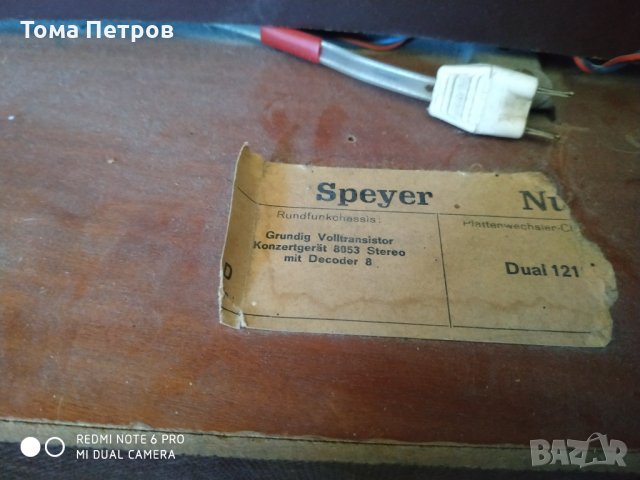 Тома Петров
Speyer
Rundfunkchassis:
Grundig Volltransistor
Konzertgerät 8053 Stereo
mit Decoder 8
D
Dual 121
REDMI NOTE 6 PRO
MI DUAL CAMERA
BAZAR